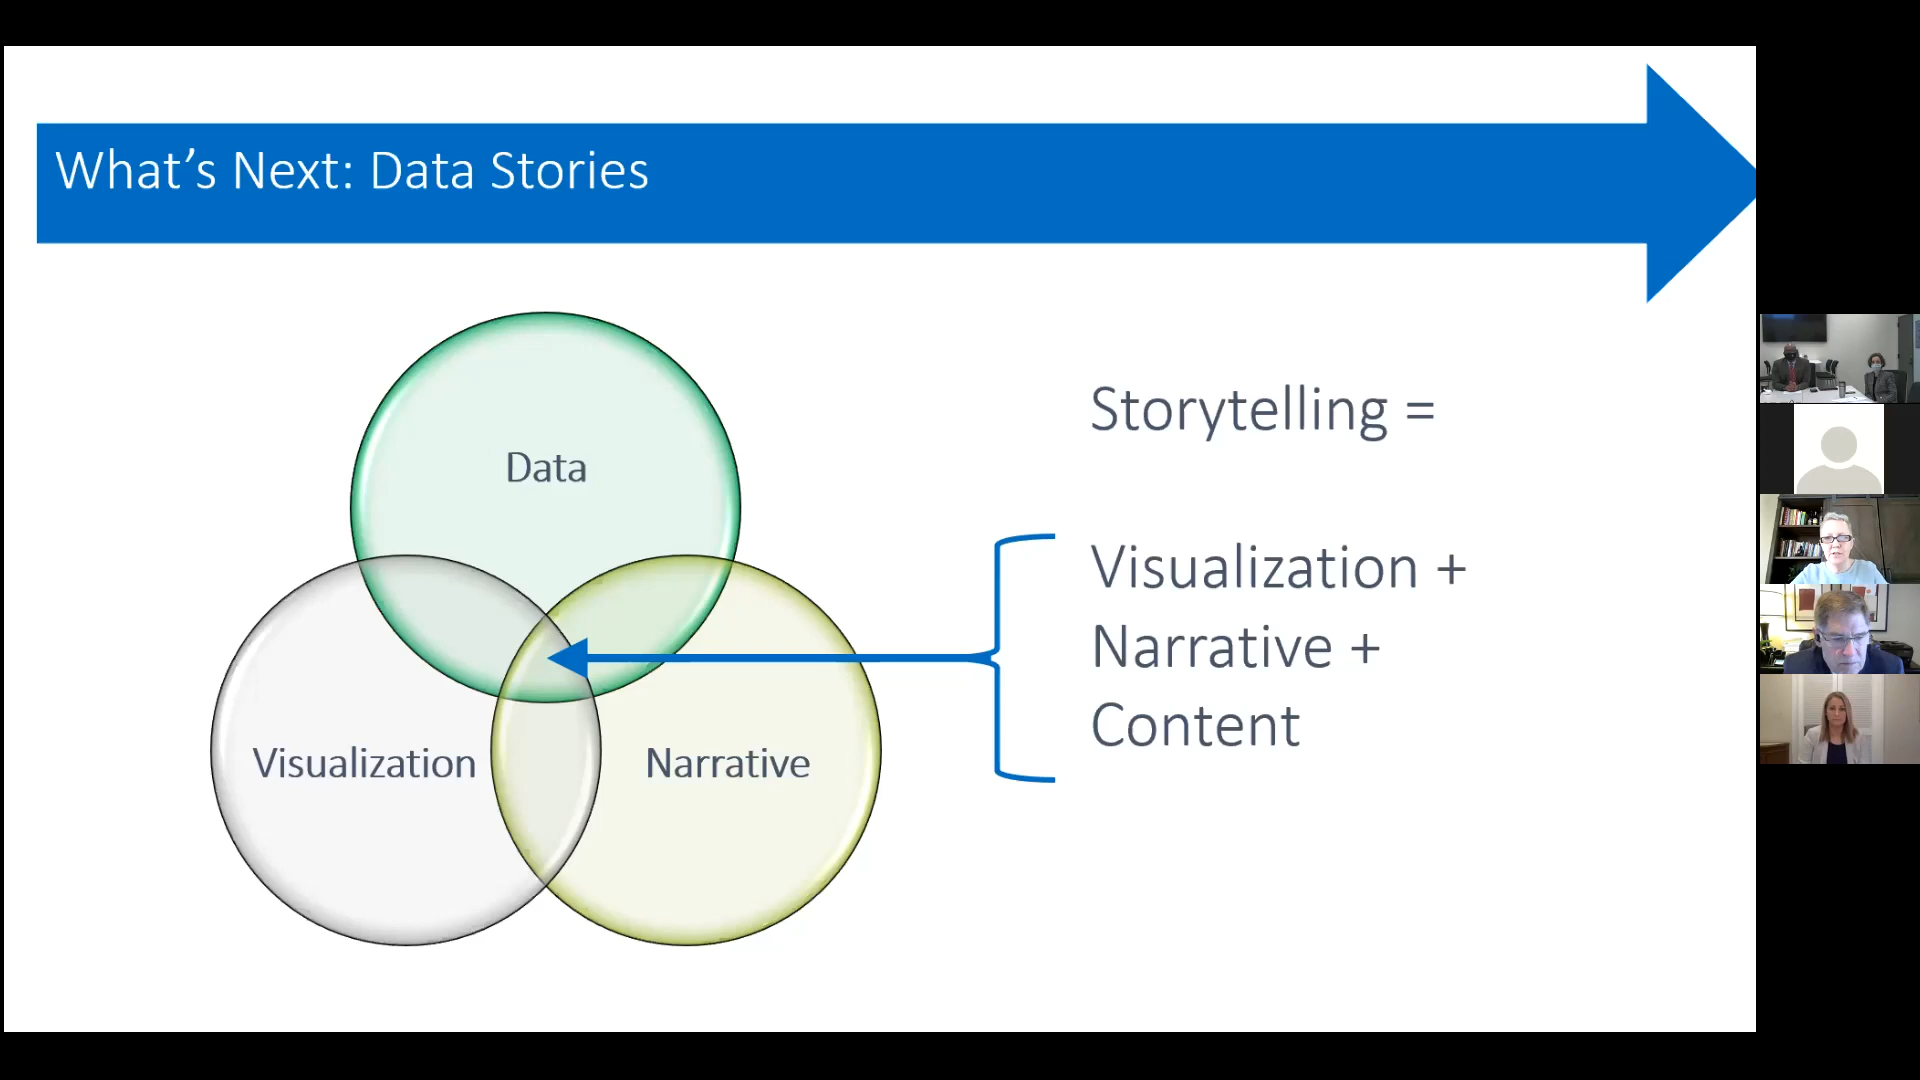 What’s Next: Data Stories
Data
Visualization
Narrative
Storytelling =
Visualization +
Narrative +
Content